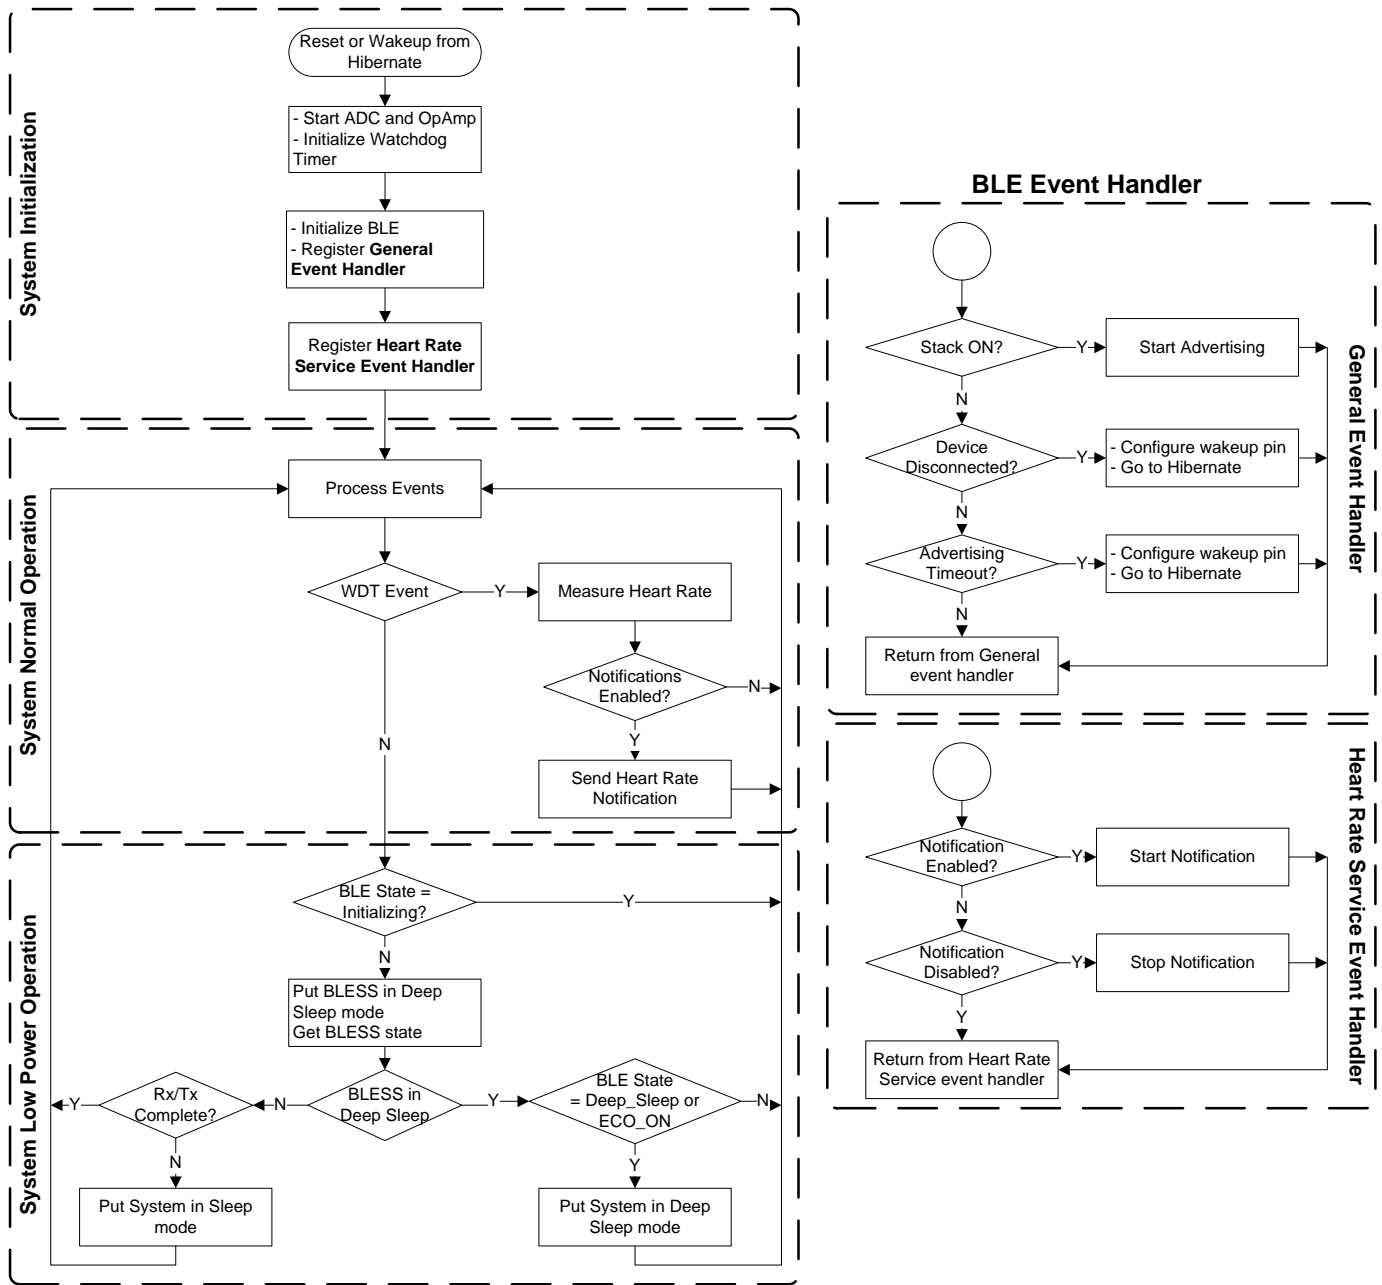 System Initialization
Reset or Wakeup from
Hibernate
- Start ADC and OpAmp
- Initialize Watchdog
Timer
- Initialize BLE
- Register General
Event Handler
Register Heart Rate
Service Event Handler
System Normal Operation
Process Events
WDT Event
Y
Measure Heart Rate
Notifications
Enabled?
N
Y
Send Heart Rate
Notification
N
System Low Power Operation
BLE State =
Initializing?
Y
N
Put BLESS in Deep
Sleep mode
Get BLESS state
BLESS in
Deep Sleep
N
Rx/Tx
Complete?
Y
N
Put System in Sleep
mode
Y
BLE State
= Deep_Sleep or
ECO_ON
N
Y
Put System in Deep
Sleep mode
BLE Event Handler
General Event Handler
Stack ON?
Y
Start Advertising
N
Device
Disconnected?
Y
- Configure wakeup pin
- Go to Hibernate
N
Advertising
Timeout?
Y
- Configure wakeup pin
- Go to Hibernate
N
Return from General
event handler
Heart Rate Service Event Handler
Notification
Enabled?
Y
Start Notification
N
Notification
Disabled?
Y
Stop Notification
Y
Return from Heart Rate
Service event handler